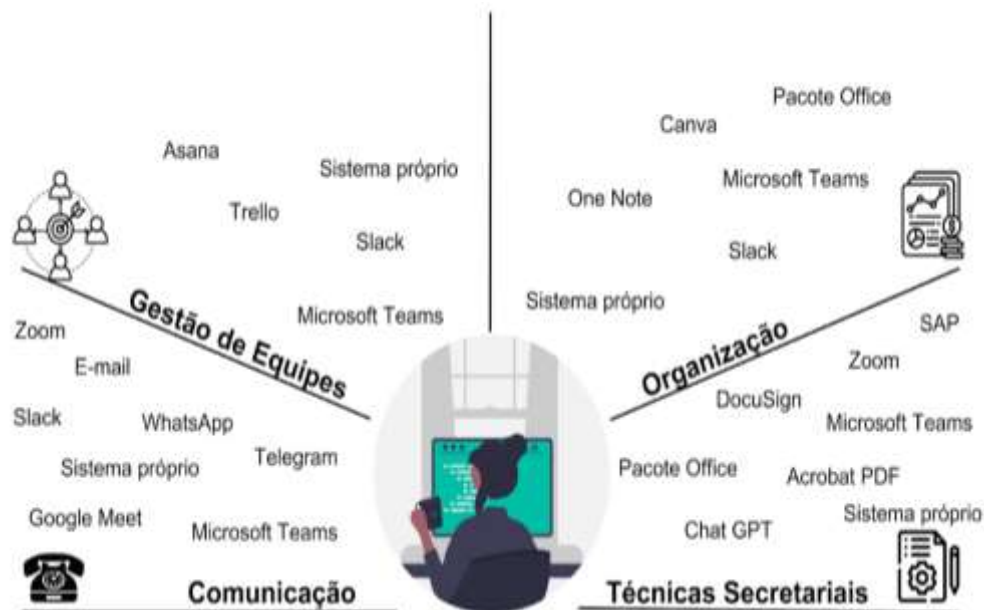 Asana
Sistema próprio
Trello
Slack
Microsoft Teams
Gestão de Equipes
Pacote Office
Canva
Microsoft Teams
One Note
Slack
Sistema próprio
Organização
Zoom
E-mail
Slack
WhatsApp
Telegram
Sistema próprio
Google Meet
Microsoft Teams
Comunicação
SAP
Zoom
DocuSign
Microsoft Teams
Pacote Office
Acrobat PDF
Sistema próprio
Chat GPT
Técnicas Secretariais